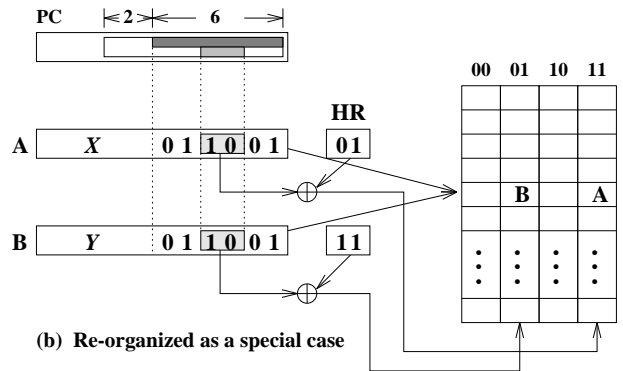 PC
2 6
00 01 10 11
HR
A X 0 1 1 0 0 1 01
B A
B Y 0 1 1 0 0 1 11
(b) Re-organized as a special case